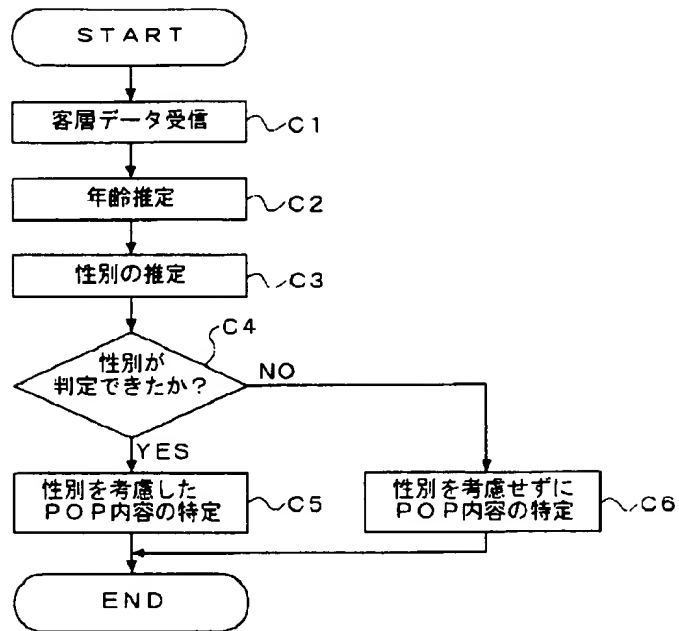 START
客層データ受信
C1
年齢推定
C2
性別の推定
C3
C4
性別が
判定できたか？
NO
YES
性別を考慮した
POP内容の特定
C5
性別を考慮せずに
POP内容の特定
C6
END